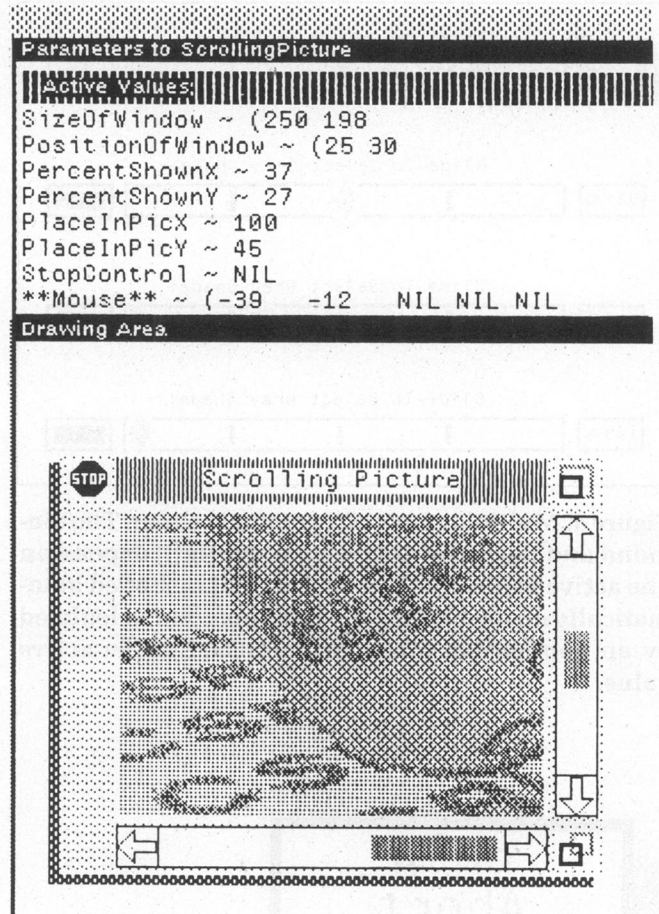 Parameters to ScrollingPicture
Active Values:
SizeOfWindow ~ (250 198
PositionOfWindow ~ (25 30
PercentShownX ~ 37
PercentShownY ~ 27
PlaceInPicX ~ 100
PlaceInPicY ~ 45
StopControl ~ NIL
**Mouse** ~ (-39 -12 NIL NIL NIL
Drawing Area
STOP Scrolling Picture